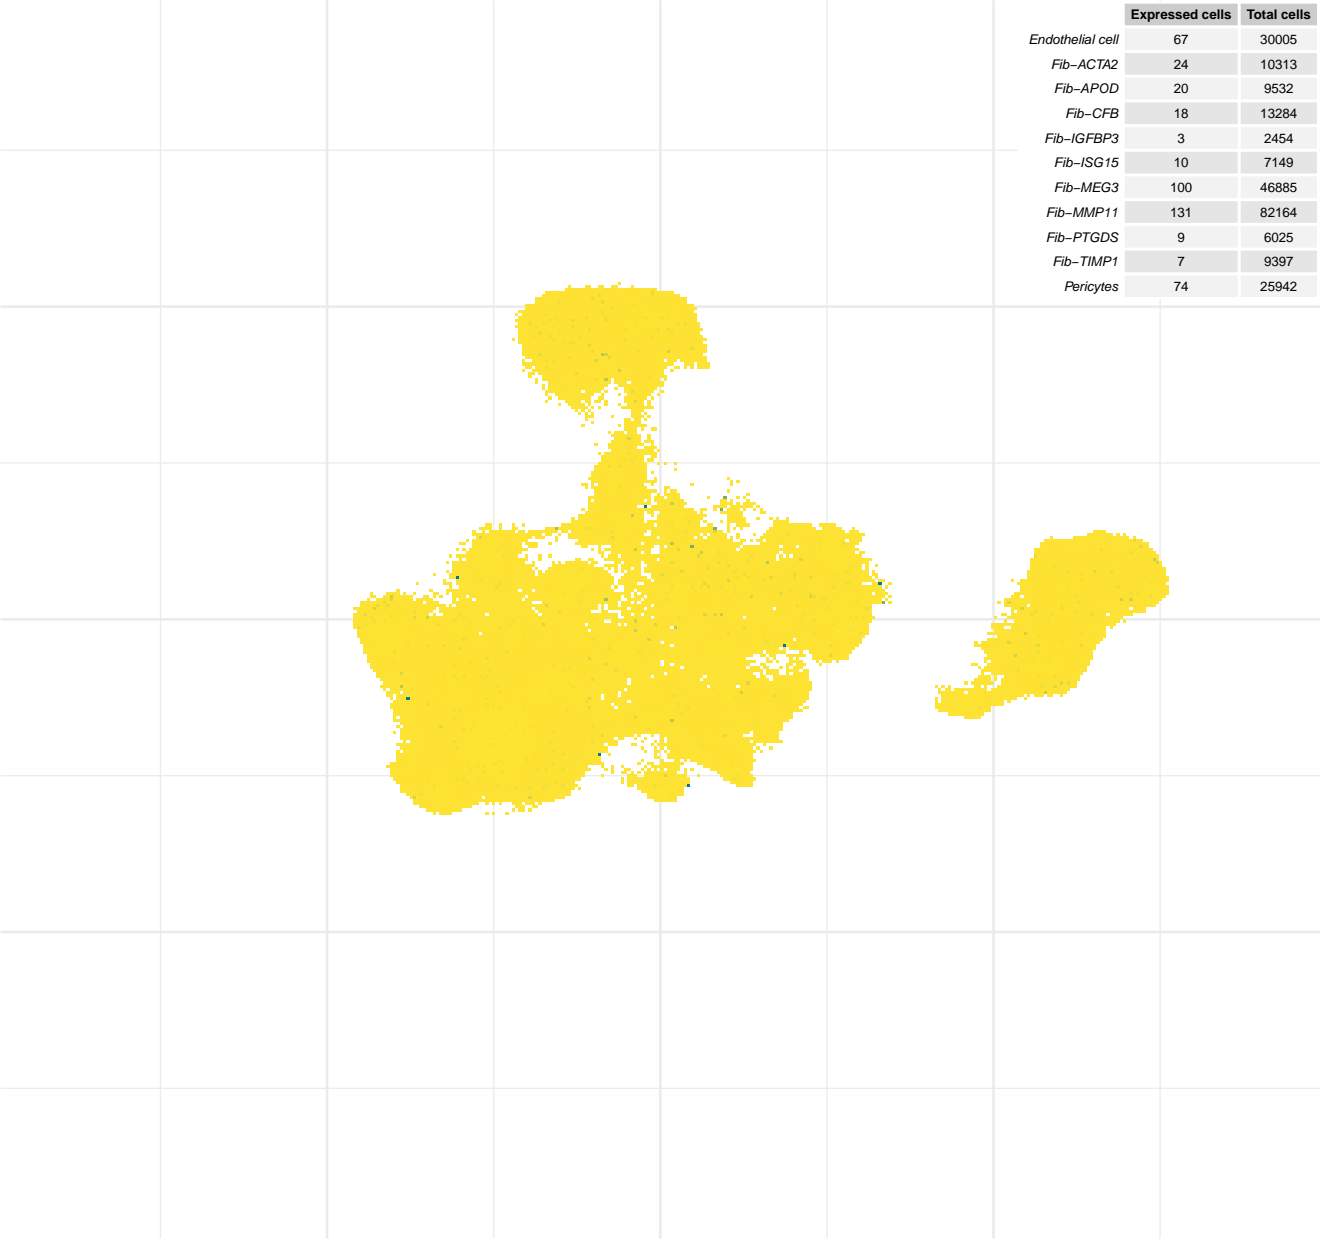 Expressed cells Total cells
Endothelial cell 67 30005
Fib−ACTA2 24 10313
Fib−APOD 20 9532
Fib−CFB 18 13284
Fib−IGFBP3 3 2454
Fib−ISG15 10 7149
Fib−MEG3 100 46885
Fib−MMP11 131 82164
Fib−PTGDS 9 6025
Fib−TIMP1 7 9397
Pericytes 74 25942